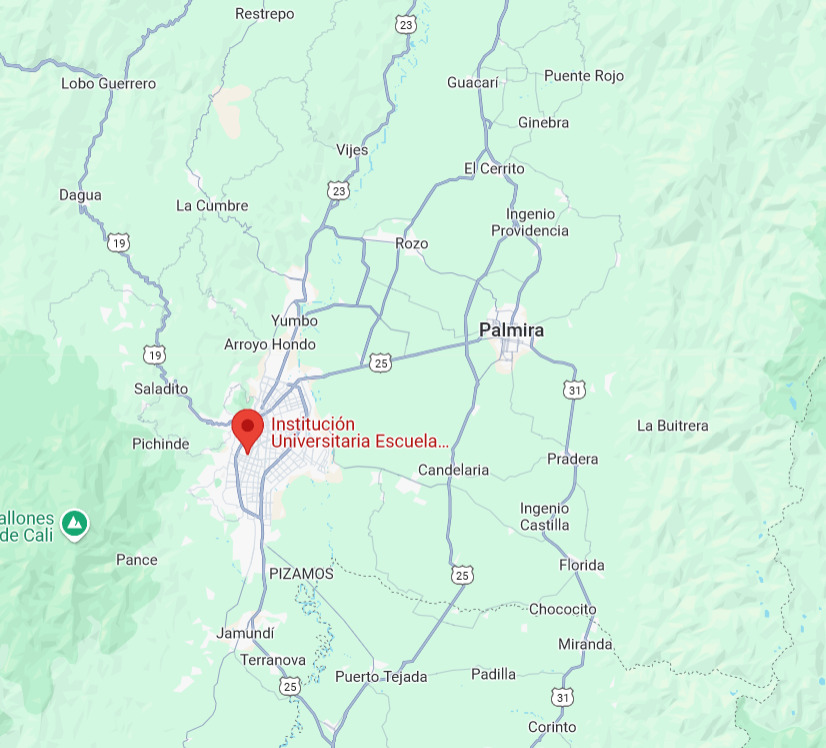 Restrepo
23
Lobo Guerrero
Guacarí
Puente Rojo
Ginebra
Vijes
El Cerrito
Dagua
23
La Cumbre
Ingenio
Providencia
19
Rozo
Yumbo
Palmira
Arroyo Hondo
19
25
Saladito
31
Institución
Universitaria Escuela...
La Buitrera
Pichinde
Candelaria
Pradera
allones
de Cali
Ingenio
Castilla
Pance
PIZAMOS
25
Florida
Chococito
Jamundí
Miranda
Terranova
Puerto Tejada
Padilla
25
31
Corinto